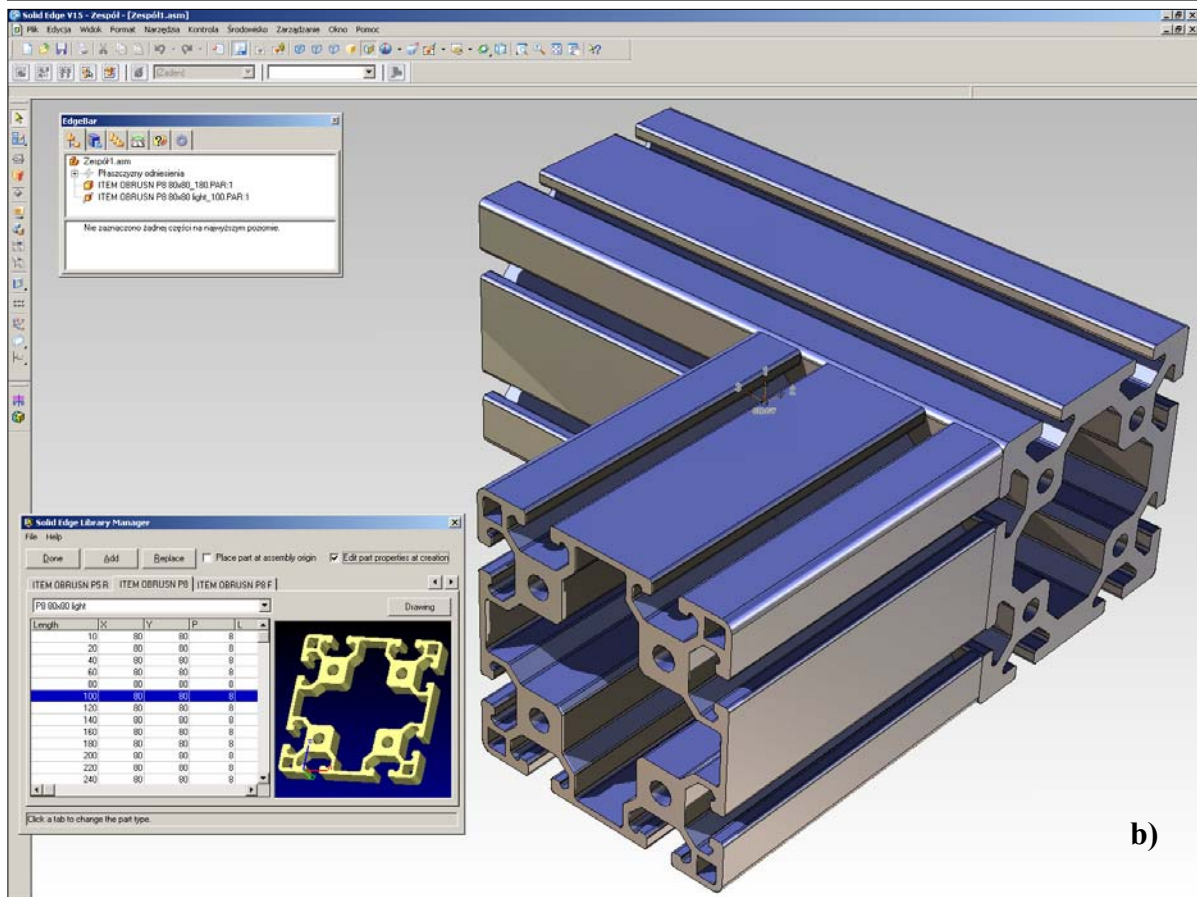 Solid Edge V15 - Zespół - [Zespół1.asm]
Plik Edycja Widok Format Narzędzia Kontrola Środowisko Zarządzanie Okno Pomoc
(Żaden)
EdgeBar
Zespół1.asm
Płaszczyzny odniesienia
ITEM OBRUSN P8 80x80_180.PAR:1
ITEM OBRUSN P8 80x80 light_100.PAR:1
Nie zaznaczono żadnej części na najwyższym poziomie.
Solid Edge Library Manager
File Help
Done Add Replace Place part at assembly origin Edit part properties at creation
ITEM OBRUSN P5 R ITEM OBRUSN P8 ITEM OBRUSN P8 F
P8 80x80 light Drawing
Length X Y P L
10 80 80 8
20 80 80 8
40 80 80 8
60 80 80 8
80 80 80 8
100 80 80 8
120 80 80 8
140 80 80 8
160 80 80 8
180 80 80 8
200 80 80 8
220 80 80 8
240 80 80 8
Click a tab to change the part type.
b)